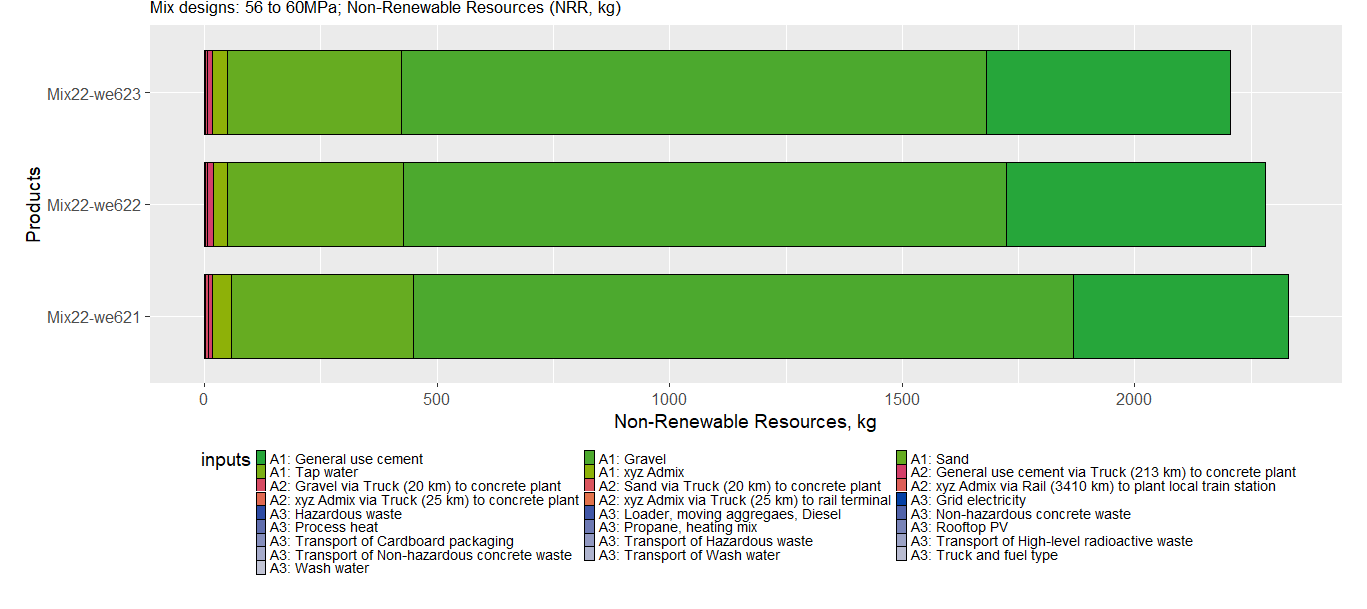 Mix designs: 56 to 60MPa; Non-Renewable Resources (NRR, kg)
Products
Mix22-we623
Mix22-we622
Mix22-we621
0 500 1000 1500 2000
Non-Renewable Resources, kg
inputs
A1: General use cement A1: Gravel A1: Sand
A1: Tap water A1: xyz Admix A2: General use cement via Truck (213 km) to concrete plant
A2: Gravel via Truck (20 km) to concrete plant A2: Sand via Truck (20 km) to concrete plant A2: xyz Admix via Rail (3410 km) to plant local train station
A2: xyz Admix via Truck (25 km) to concrete plant A2: xyz Admix via Truck (25 km) to rail terminal A3: Grid electricity
A3: Hazardous waste A3: Loader, moving aggregaes, Diesel A3: Non-hazardous concrete waste
A3: Process heat A3: Propane, heating mix A3: Rooftop PV
A3: Transport of Cardboard packaging A3: Transport of Hazardous waste A3: Transport of High-level radioactive waste
A3: Transport of Non-hazardous concrete waste A3: Transport of Wash water A3: Truck and fuel type
A3: Wash water